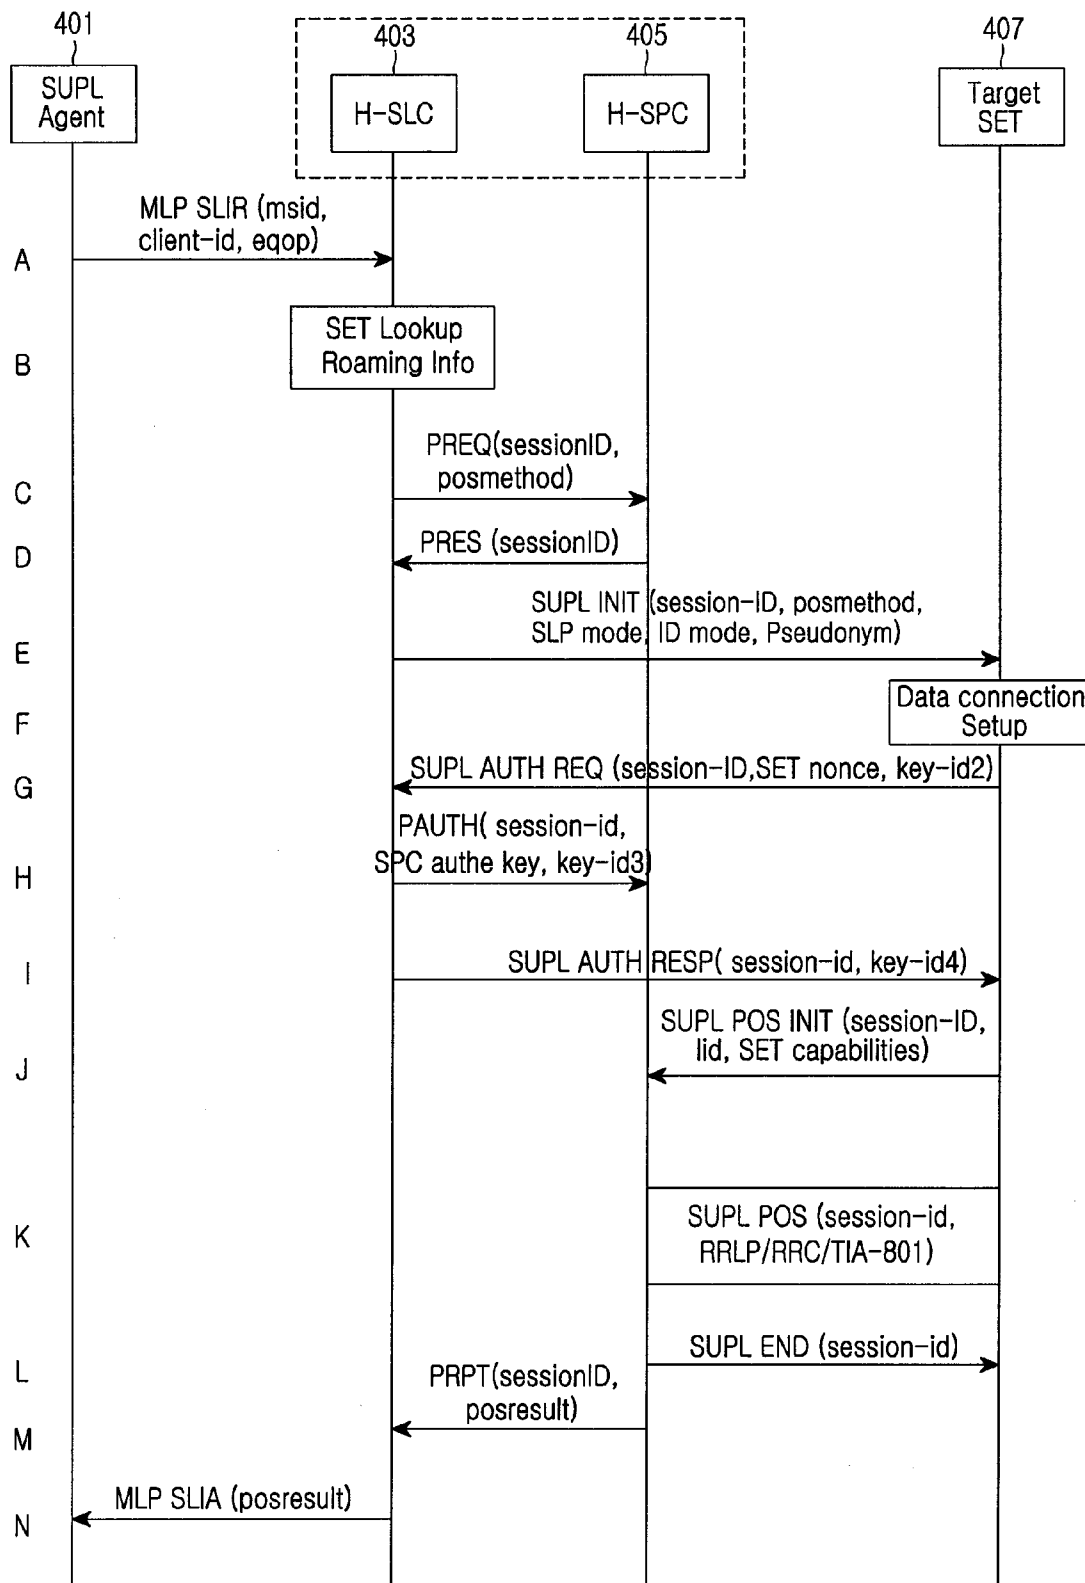 401
403
405
407
SUPL
Agent
H-SLC
H-SPC
Target
SET
MLP SLIR (msid,
client-id, eqop)
A
SET Lookup
Roaming Info
B
PREQ(sessionID,
posmethod)
C
PRES (sessionID)
D
SUPL INIT (session-ID, posmethod,
SLP mode, ID mode, Pseudonym)
E
Data connection
Setup
F
SUPL AUTH REQ (session-ID,SET nonce, key-id2)
G
PAUTH( session-id,
SPC authe key, key-id3)
H
SUPL AUTH RESP( session-id, key-id4)
I
SUPL POS INIT (session-ID,
lid, SET capabilities)
J
SUPL POS (session-id,
RRLP/RRC/TIA-801)
K
SUPL END (session-id)
L
PRPT(sessionID,
posresult)
M
MLP SLIA (posresult)
N